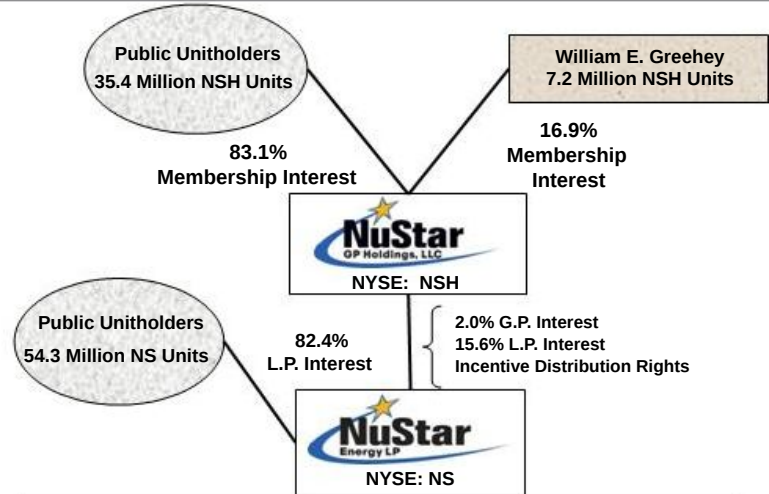 Public Unitholders
35.4 Million NSH Units
William E. Greehey
7.2 Million NSH Units
83.1%
Membership Interest
16.9%
Membership
Interest
NuStar
GP Holdings, LLC
NYSE: NSH
Public Unitholders
54.3 Million NS Units
82.4%
L.P. Interest
2.0% G.P. Interest
15.6% L.P. Interest
Incentive Distribution Rights
NuStar
Energy LP
NYSE: NS